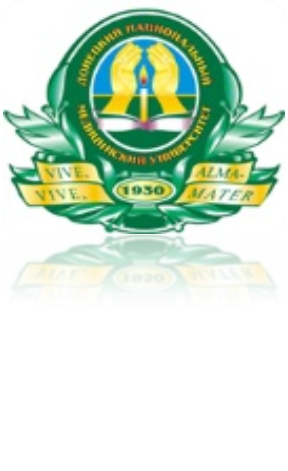 ДОНЕЦКИЙ НАЦИОНАЛЬНЫЙ
МЕДИЦИНСКИЙ УНИВЕРСИТЕТ
VIVE,
VIVE,
1930
ALMA-
MATER